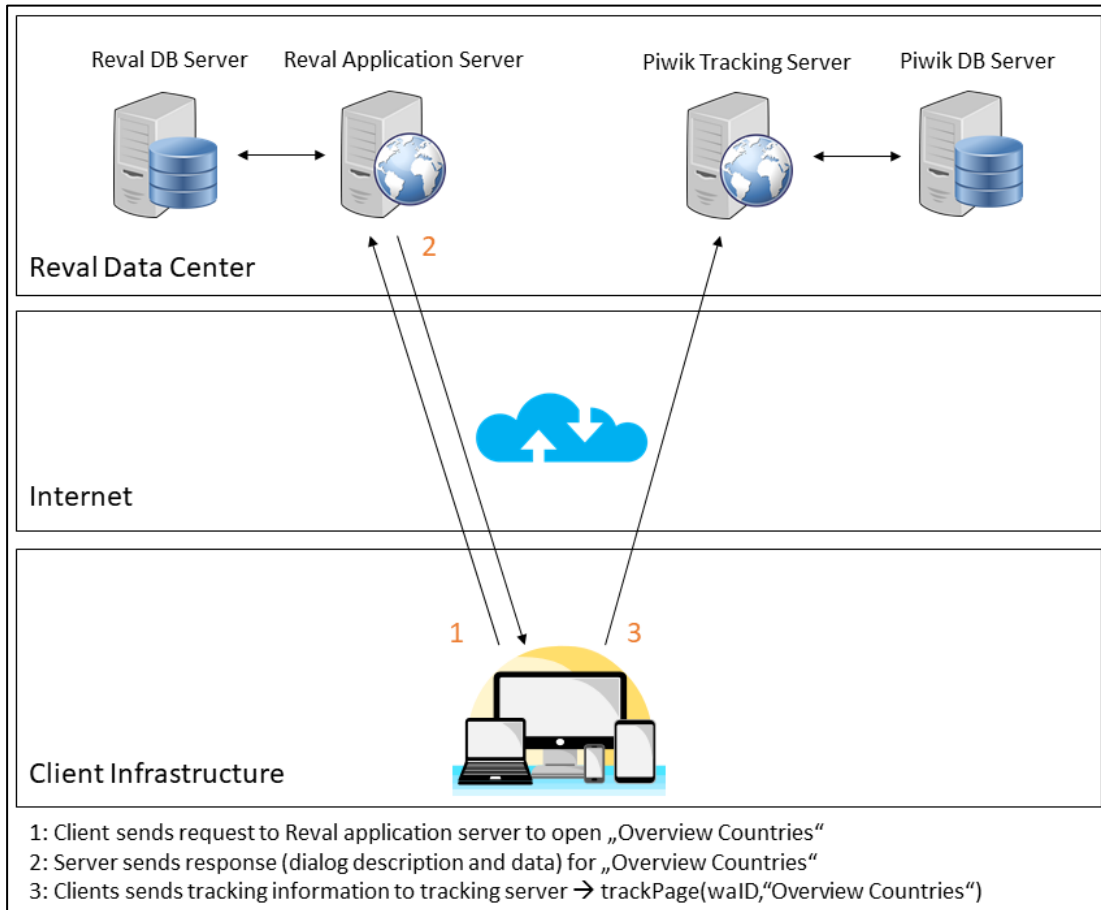 Reval DB Server
Reval Application Server
Piwik Tracking Server
Piwik DB Server
2
Reval Data Center
Internet
1
3
Client Infrastructure
1: Client sends request to Reval application server to open „Overview Countries“
2: Server sends response (dialog description and data) for „Overview Countries“
3: Clients sends tracking information to tracking server → trackPage(waID,“Overview Countries“)